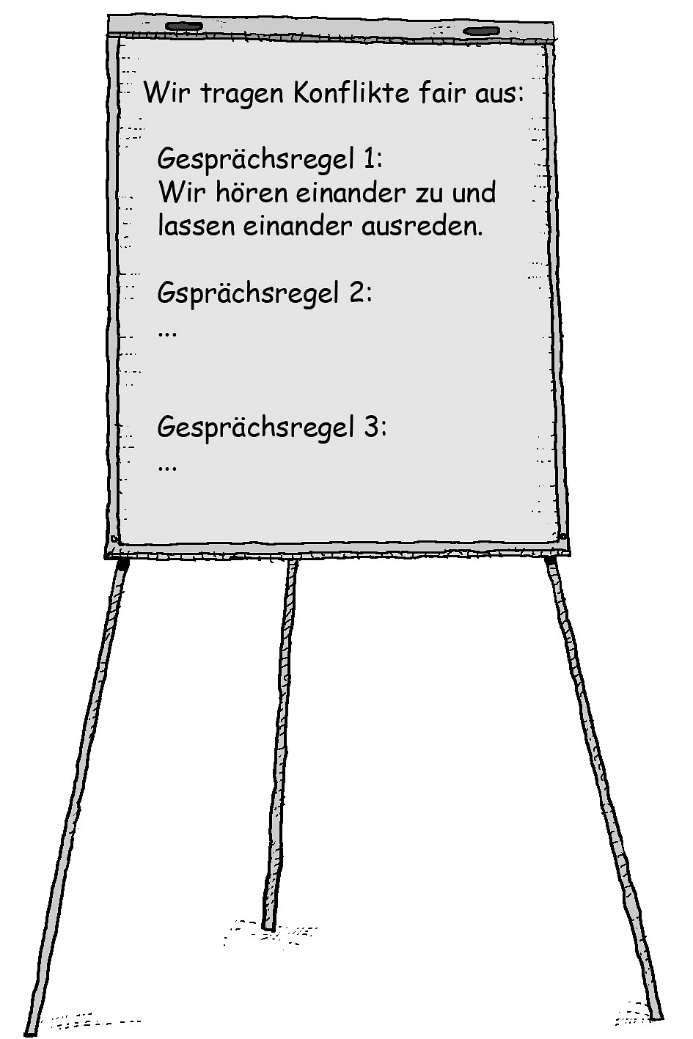 Wir tragen Konflikte fair aus:
Gesprächsregel 1:
Wir hören einander zu und
lassen einander ausreden.
Gsprächsregel 2:
...
Gesprächsregel 3:
...